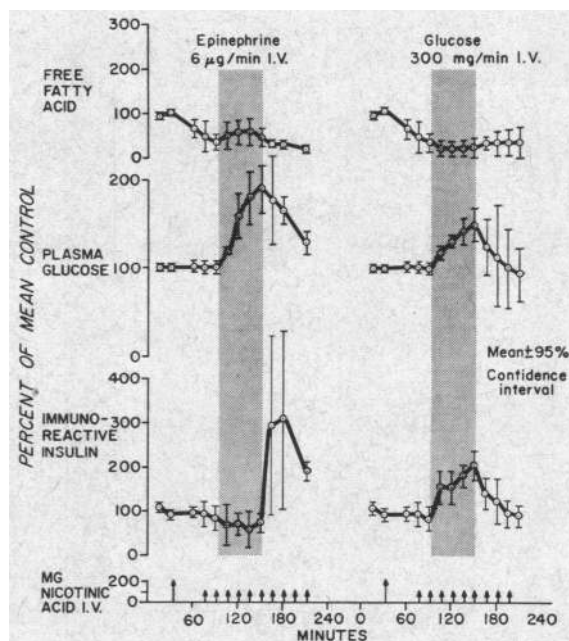 Epinephrine
6 µg/min I.V.
Glucose
300 mg/min I.V.
300
FREE
FATTY
ACID
200
100
0
200
PLASMA
GLUCOSE
100
0
PERCENT OF MEAN CONTROL
Mean±95%
Confidence
interval
400
IMMUNO-
REACTIVE
INSULIN
300
200
100
0
MG
NICOTINIC
ACID I.V.
200
0
60 120 180 240 0 60 120 180 240
MINUTES